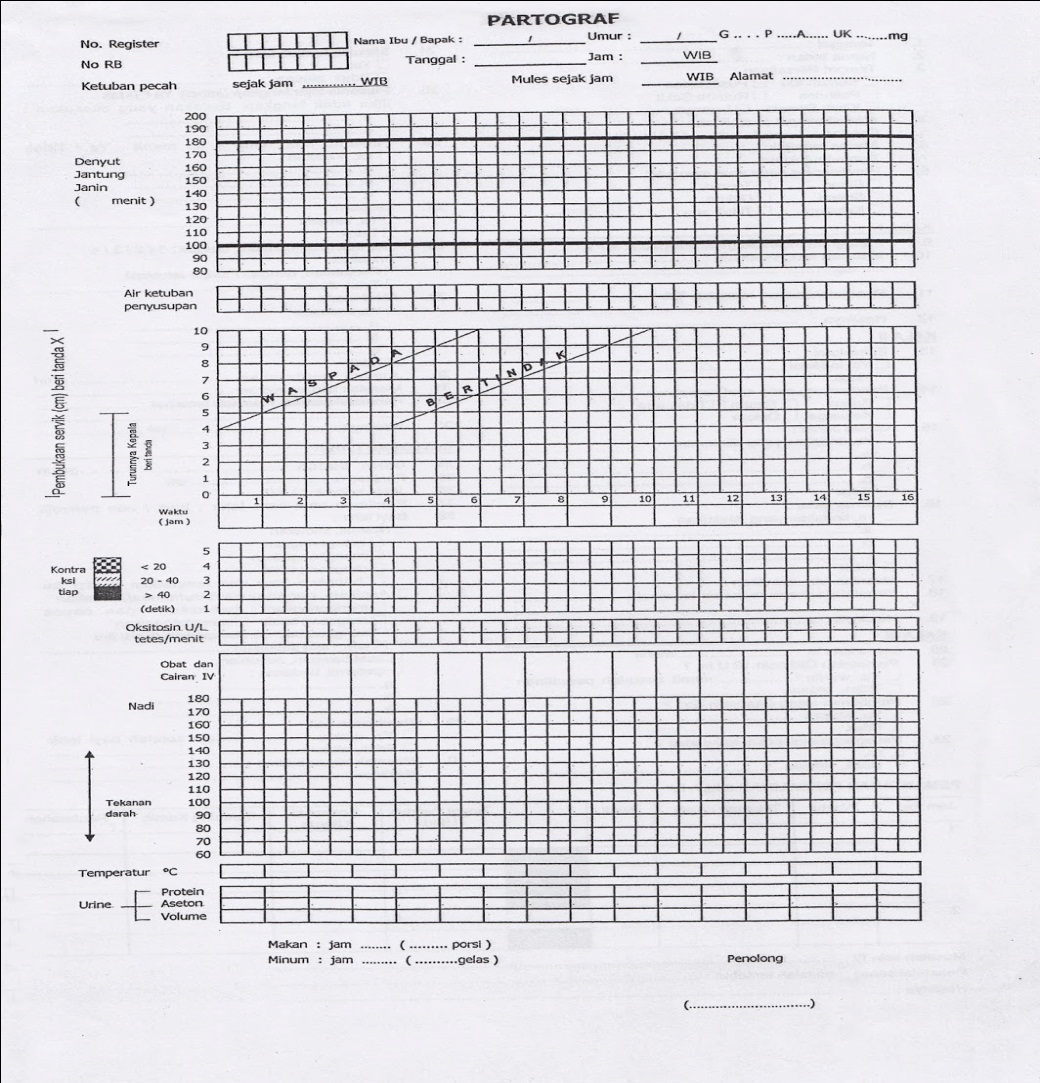 PARTOGRAF
No. Register Nama Ibu / Bapak : / Umur : / G . . . . P .....A...... UK ........mg
No RB Tanggal : Jam : WIB
Ketuban pecah sejak jam ................WIB Mules sejak jam WIB Alamat ..............................
200
190
180
170
Denyut 160
Jantung 150
Janin 140
( menit ) 130
120
110
100
90
80
Air ketuban
penyusupan
Pembukaan servik (cm) beri tanda X
Turunnya Kepala
beri tanda
10
9
8
7
6
5
4
3
2
1
0
WASPADA
BERTINDAK
1 2 3 4 5 6 7 8 9 10 11 12 13 14 15 16
Waktu
( jam )
5
4
3
2
1
Kontra
ksi
tiap
< 20
20 - 40
> 40
(detik)
Oksitosin U/L
tetes/menit
Obat dan
Cairan IV
Nadi
180
170
160
150
140
130
120
110
100
90
80
70
60
Tekanan
darah
Temperatur °C
Urine
Protein
Aseton
Volume
Makan : jam ........ ( ......... porsi )
Minum : jam ......... ( ..........gelas )
Penolong
(..............................)